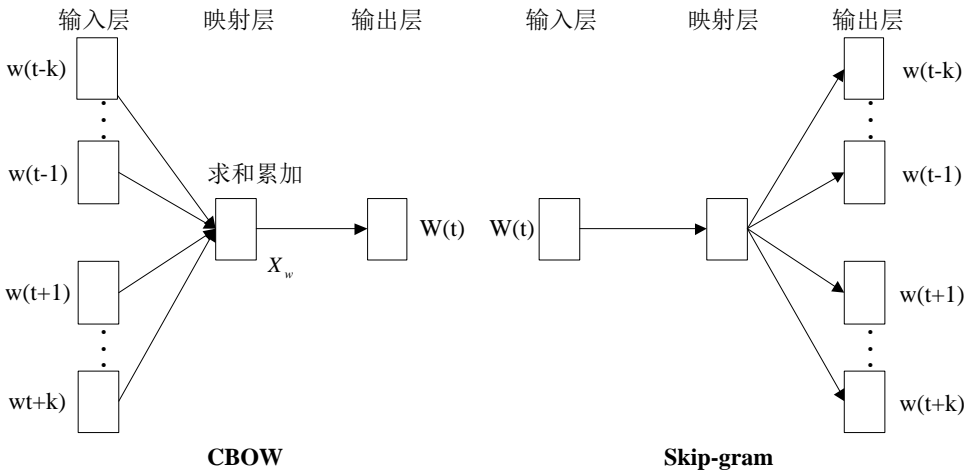 输入层 映射层 输出层 输入层 映射层 输出层
w(t-k) w(t-k)
w(t-1) 求和累加 w(t-1)
W(t) W(t)
X_w
w(t+1) w(t+1)
wt+k) w(t+k)
CBOW Skip-gram